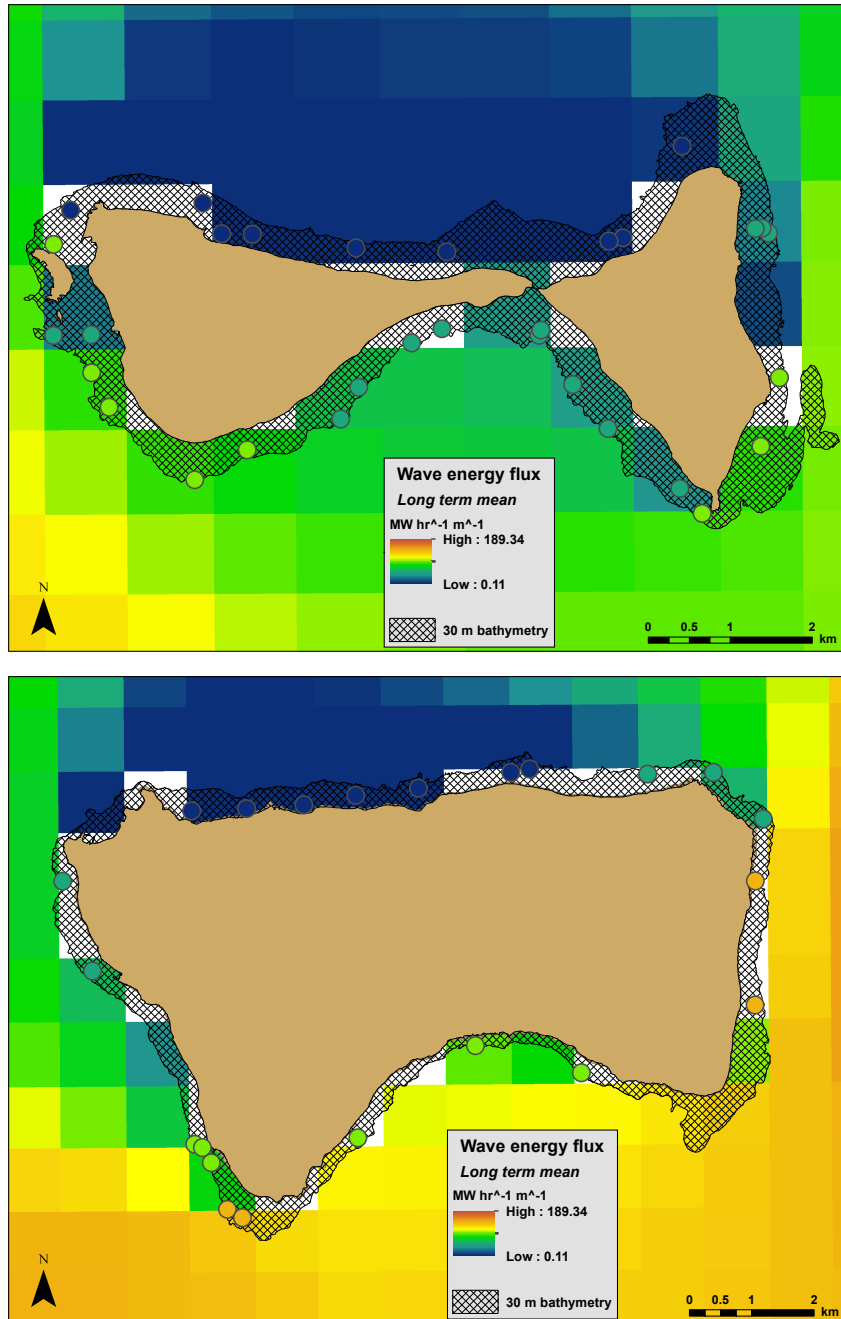 Wave energy flux
Long term mean
MW hr^-1 m^-1
High : 189.34
Low : 0.11
30 m bathymetry
N
0 0.5 1 2
km
Wave energy flux
Long term mean
MW hr^-1 m^-1
High : 189.34
Low : 0.11
30 m bathymetry
N
0 0.5 1 2
km